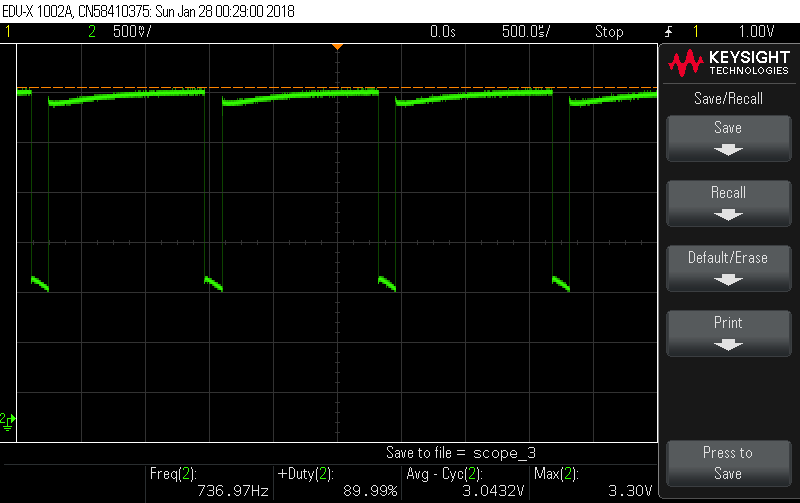 EDU-X 1002A, CN58410375: Sun Jan 28 00:29:00 2018
1 2 500mV/ 0.0s 500.0us/ Stop 1 1.00V
KEYSIGHT
TECHNOLOGIES
Save/Recall
Save
Recall
Default/Erase
Print
2
Save to file = scope_3
Press to
Save
Freq(2): +Duty(2): Avg - Cyc(2): Max(2):
736.97Hz 89.99% 3.0432V 3.30V